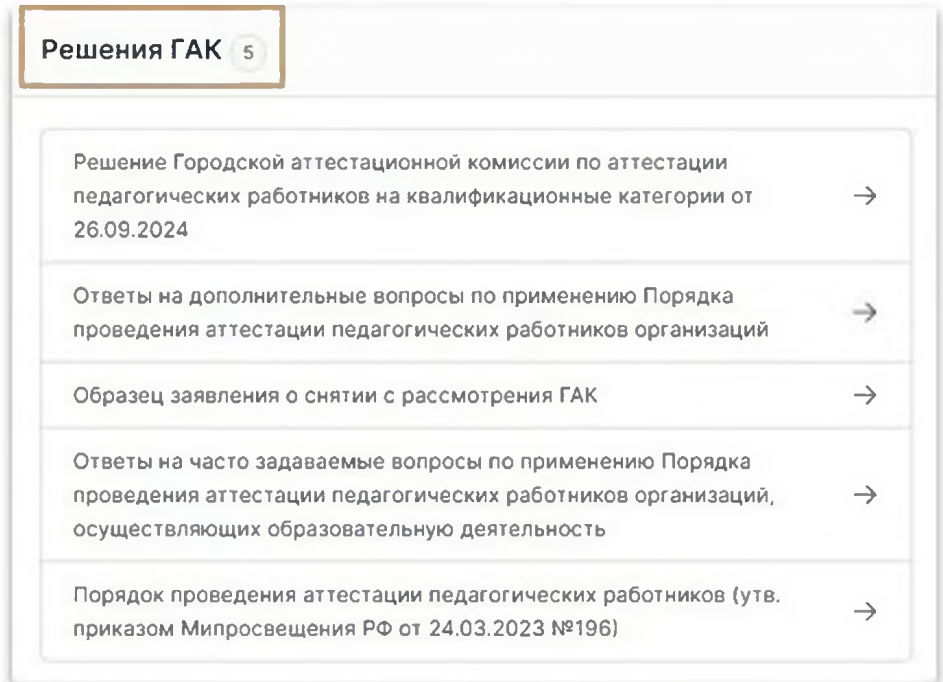 Решения ГАК 5
Решение Городской аттестационной комиссии по аттестации
педагогических работников на квалификационные категории от
26.09.2024
Ответы на дополнительные вопросы по применению Порядка
проведения аттестации педагогических работников организаций
Образец заявления о снятии с рассмотрения ГАК
Ответы на часто задаваемые вопросы по применению Порядка
проведения аттестации педагогических работников организаций,
осуществляющих образовательную деятельность
Порядок проведения аттестации педагогических работников (утв.
приказом Мипросвещения РФ от 24.03.2023 №196)